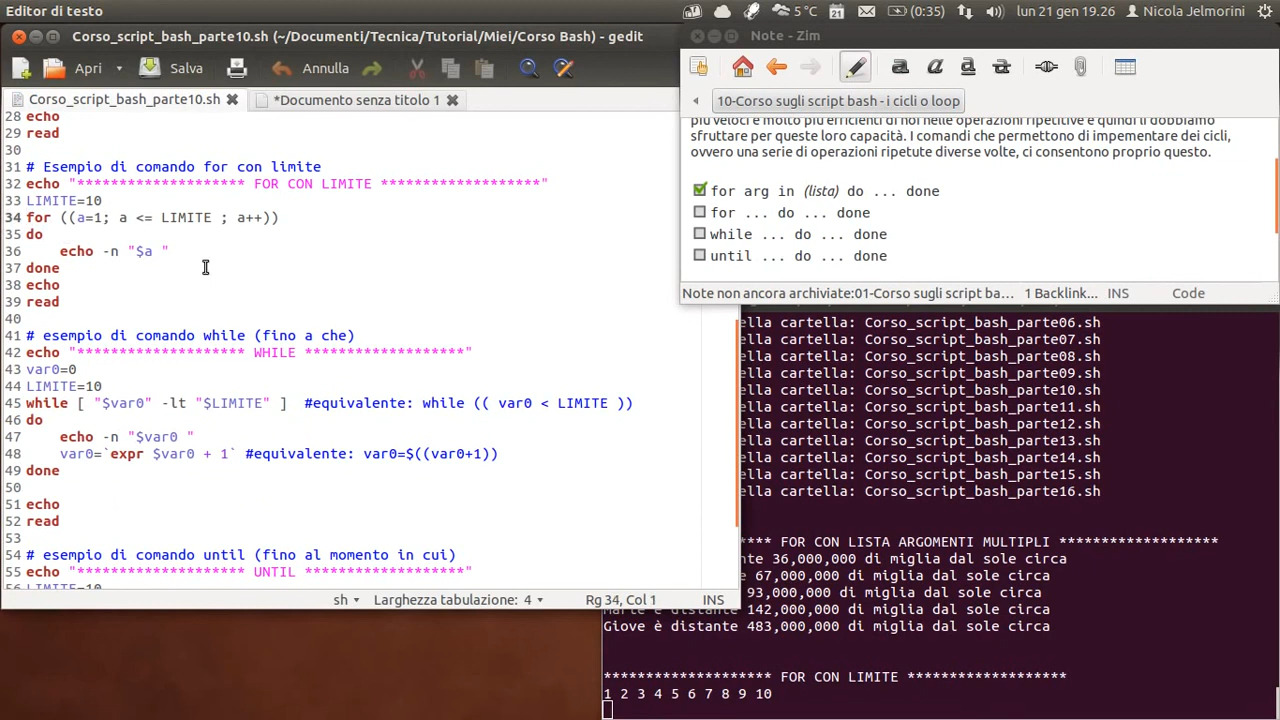 Editor di testo
5 °C
21
(0:35)
lun 21 gen 19.26
Nicola Jelmorini
Corso_script_bash_parte10.sh (~/Documenti/Tecnica/Tutorial/Miei/Corso Bash) - gedit
Apri
Salva
Annulla
Corso_script_bash_parte10.sh
*Documento senza titolo 1
28 echo
29 read
30
31 # Esempio di comando for con limite
32 echo "******************** FOR CON LIMITE *******************"
33 LIMITE=10
34 for ((a=1; a <= LIMITE ; a++))
35 do
36     echo -n "$a "
37 done
38 echo
39 read
40
41 # esempio di comando while (fino a che)
42 echo "******************** WHILE *******************"
43 var0=0
44 LIMITE=10
45 while [ "$var0" -lt "$LIMITE" ]  #equivalente: while (( var0 < LIMITE ))
46 do
47     echo -n "$var0 "
48     var0=`expr $var0 + 1` #equivalente: var0=$((var0+1))
49 done
50
51 echo
52 read
53
54 # esempio di comando until (fino al momento in cui)
55 echo "******************** UNTIL *******************"
56 LIMITE=10
sh
Larghezza tabulazione: 4
Rg 34, Col 1
INS
Note - Zim
10-Corso sugli script bash - i cicli o loop
più veloci e molto più efficienti di noi nelle operazioni ripetitive e quindi li dobbiamo
sfruttare per queste loro capacità. I comandi che permettono di impementare dei cicli,
ovvero una serie di operazioni ripetute diverse volte, ci consentono proprio questo.
for arg in (lista) do ... done
for ... do ... done
while ... do ... done
until ... do ... done
Note non ancora archiviate:01-Corso sugli script ba...
1 Backlink...
INS
Code
ella cartella: Corso_script_bash_parte06.sh
ella cartella: Corso_script_bash_parte07.sh
ella cartella: Corso_script_bash_parte08.sh
ella cartella: Corso_script_bash_parte09.sh
ella cartella: Corso_script_bash_parte10.sh
ella cartella: Corso_script_bash_parte11.sh
ella cartella: Corso_script_bash_parte12.sh
ella cartella: Corso_script_bash_parte13.sh
ella cartella: Corso_script_bash_parte14.sh
ella cartella: Corso_script_bash_parte15.sh
ella cartella: Corso_script_bash_parte16.sh
**** FOR CON LISTA ARGOMENTI MULTIPLI *******************
nte 36,000,000 di miglia dal sole circa
e 67,000,000 di miglia dal sole circa
93,000,000 di miglia dal sole circa
Marte è distante 142,000,000 di miglia dal sole circa
Giove è distante 483,000,000 di miglia dal sole circa
******************** FOR CON LIMITE *******************
1 2 3 4 5 6 7 8 9 10